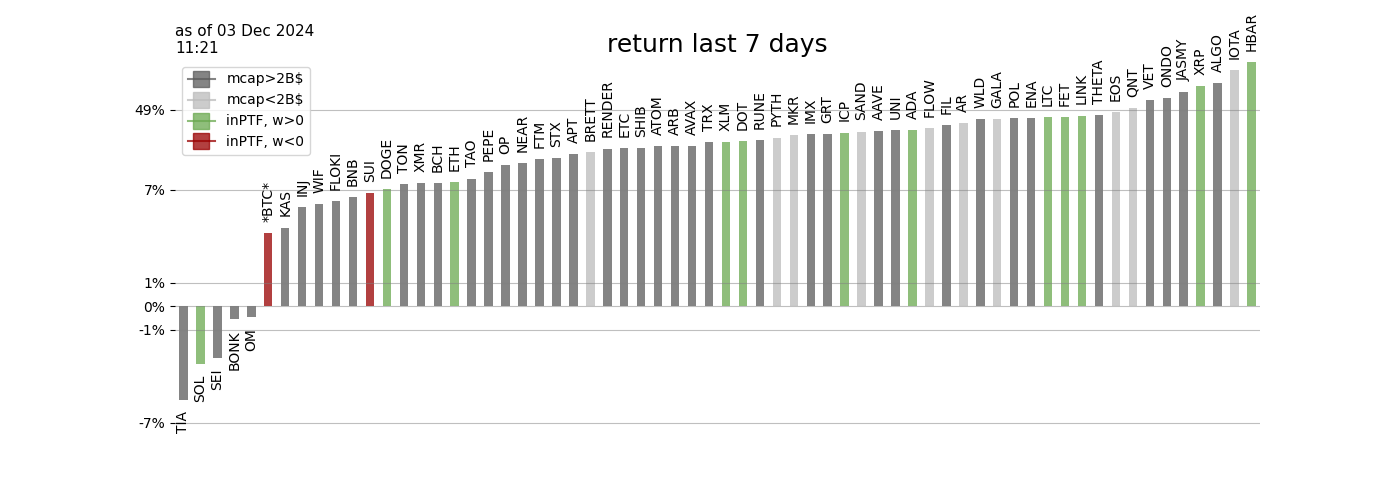 as of 03 Dec 2024
11:21
return last 7 days
mcap>2B$
mcap<2B$
inPTF, w>0
inPTF, w<0
49%
7%
1%
0%
-1%
-7%
TIA
SOL
SEI
BONK
OM
*BTC*
KAS
INJ
WIF
FLOKI
BNB
SUI
DOGE
TON
XMR
BCH
ETH
TAO
PEPE
OP
NEAR
FTM
STX
APT
BRETT
RENDER
ETC
SHIB
ATOM
ARB
AVAX
TRX
XLM
DOT
RUNE
PYTH
MKR
IMX
GRT
ICP
SAND
AAVE
UNI
ADA
FLOW
FIL
AR
WLD
GALA
POL
ENA
LTC
FET
LINK
THETA
EOS
QNT
VET
ONDO
JASMY
XRP
ALGO
IOTA
HBAR